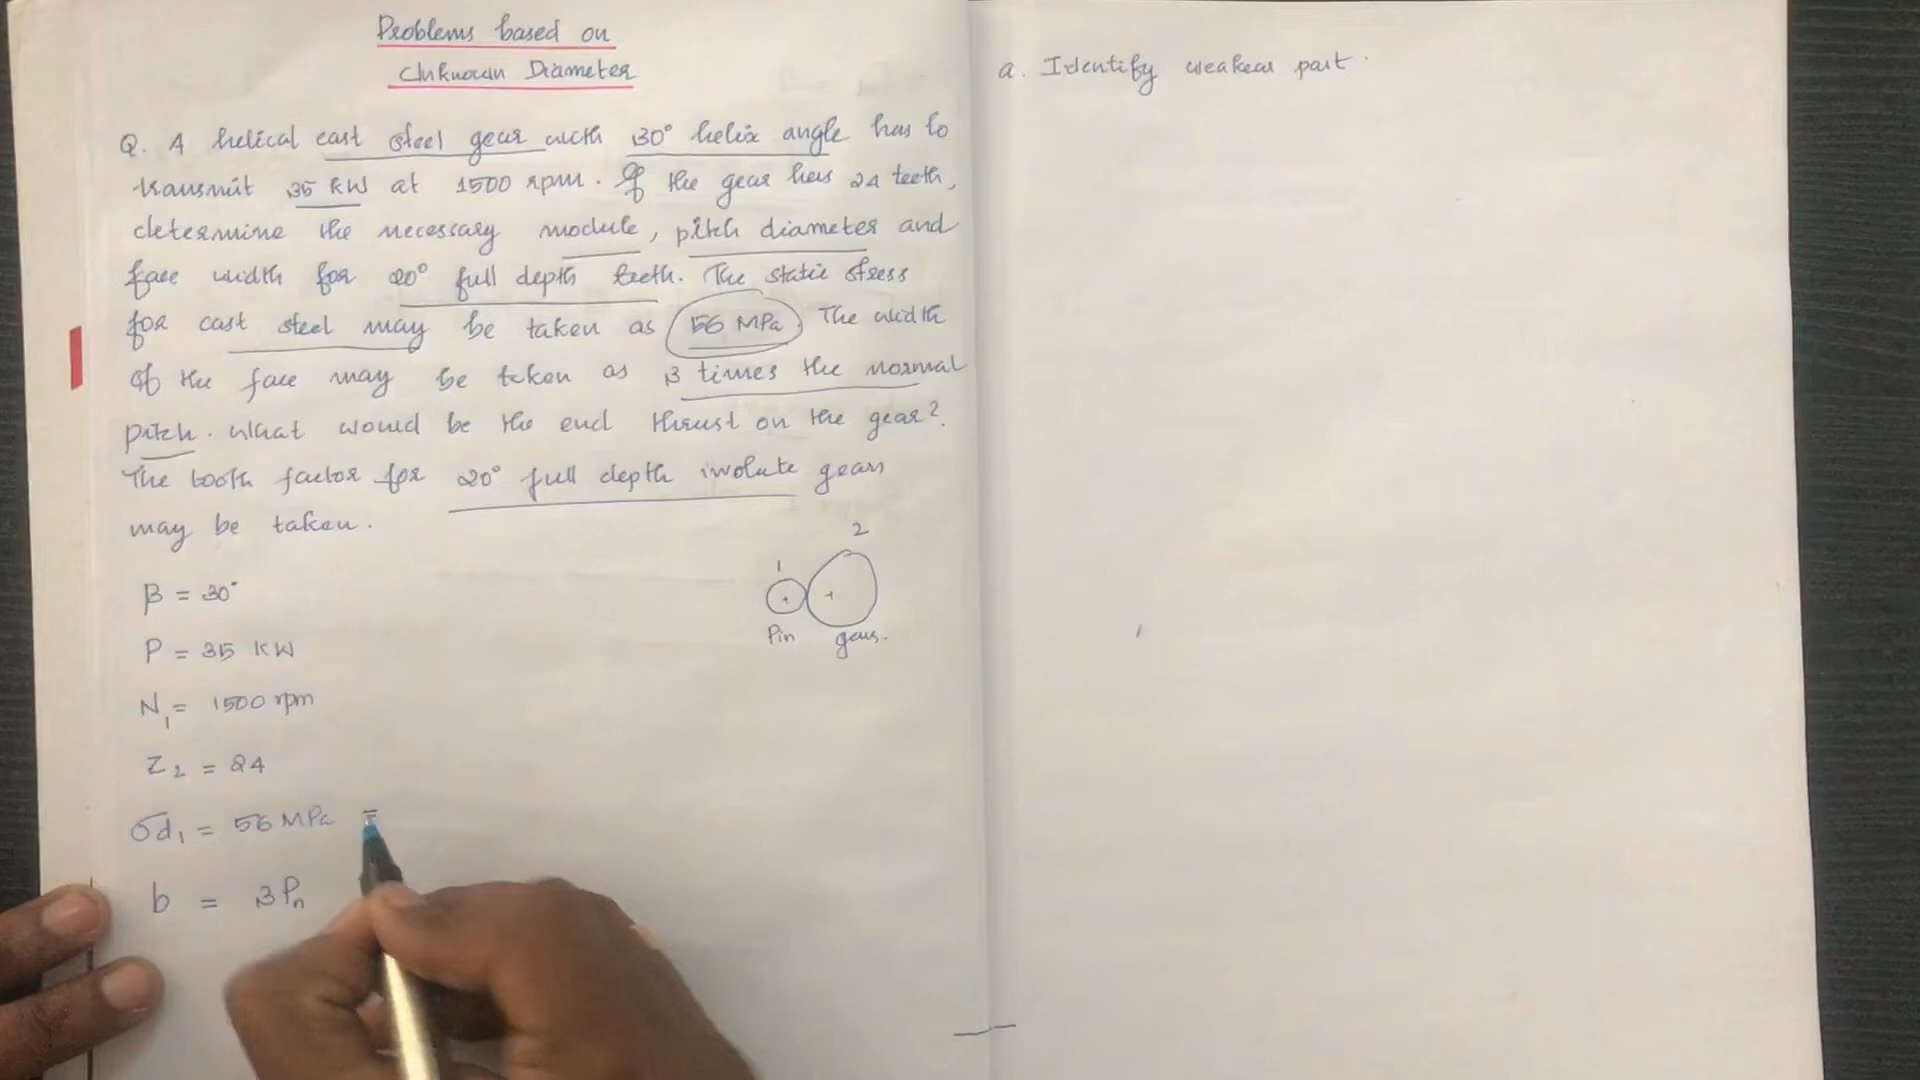 Problems based on
Unknown Diameter
Q. A helical cast steel gear with 30° helix angle has to
transmit 35 KW at 1500 rpm. If the gear has 24 teeth,
determine the necessary module, pitch diameter and
face width for 20° full depth teeth. The static stress
for cast steel may be taken as 56 MPa. The width
of the face may be taken as 3 times the normal
pitch. What would be the end thrust on the gear?
The tooth factor for 20° full depth involute gears
may be taken.
1 2
Pin gear.
β = 30°
P = 35 KW
N₁ = 1500 rpm
Z₂ = 24
σd₁ = 56 MPa =
b = 3Pn
a. Identify weaker part.